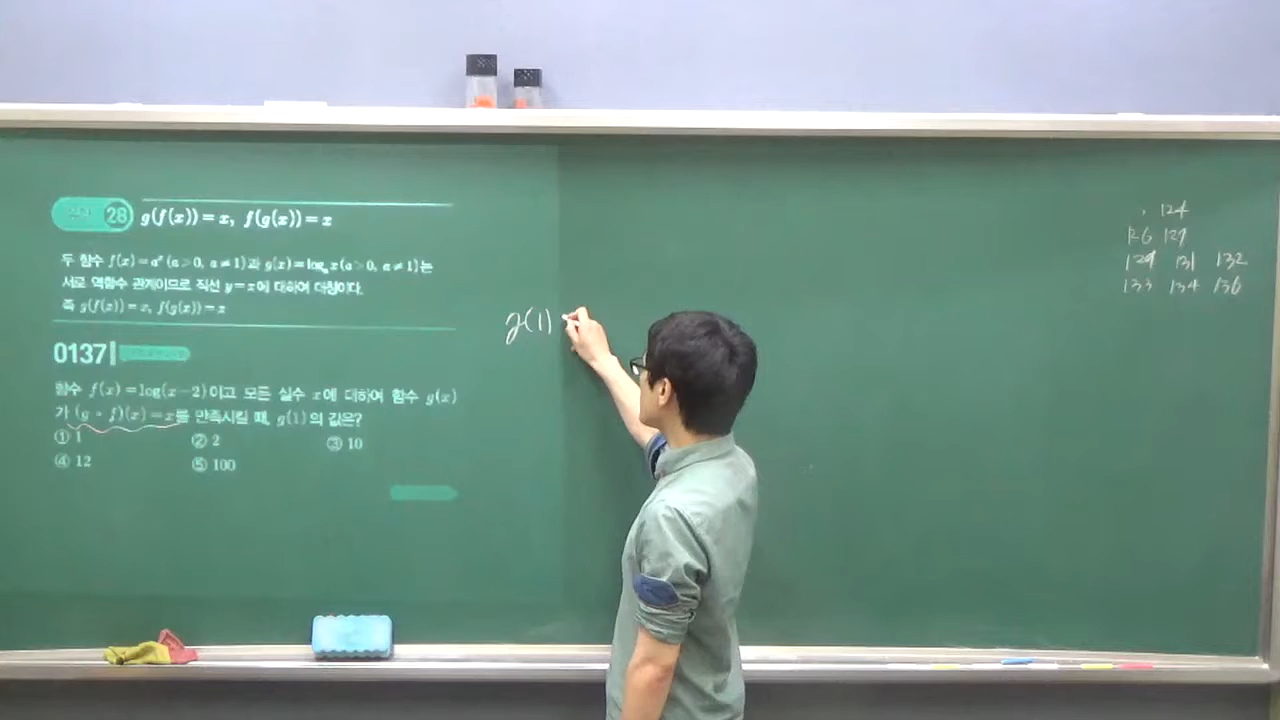 28 g(f(x))=x, f(g(x))=x
두 함수 f(x)=aˣ(a>0, a≠1)과 g(x)=logₐx(a>0, a≠1)는
서로 역함수 관계이므로 직선 y=x에 대하여 대칭이다.
즉 g(f(x))=x, f(g(x))=x
0137
함수 f(x)=log(x-2)이고 모든 실수 x에 대하여 함수 g(x)
가 (g∘f)(x)=x를 만족시킬 때, g(1)의 값은?
① 1 ② 2 ③ 10
④ 12 ⑤ 100
g(1)
124
126 127
129 131 132
133 134 136